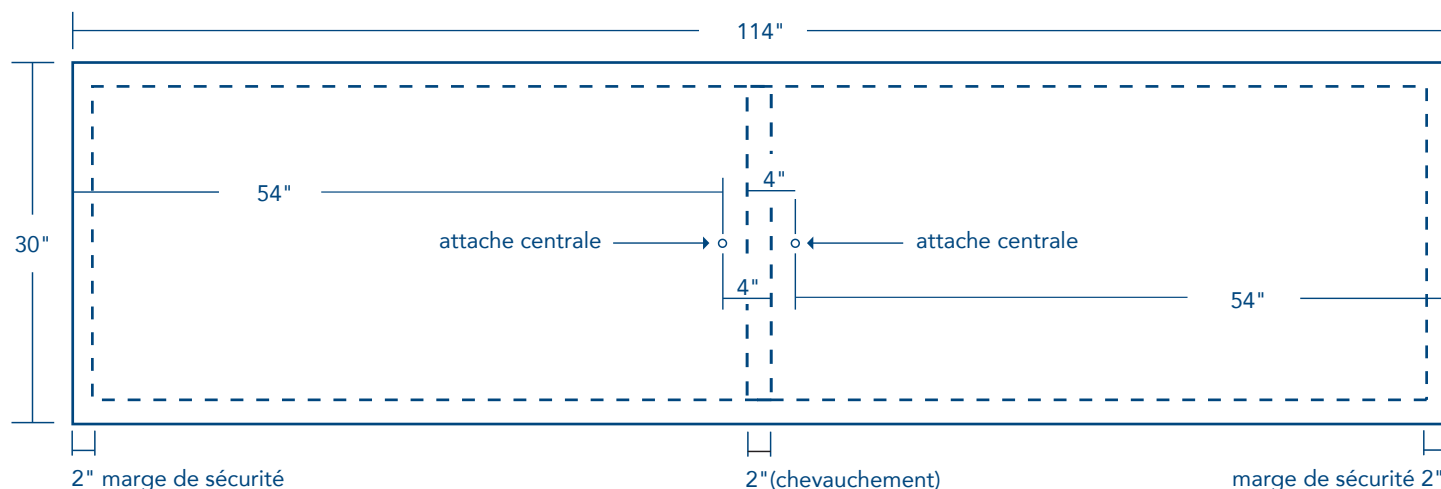 114"
4"
54"
30"
attache centrale
attache centrale
4"
54"
2" marge de sécurité
2"(chevauchement)
marge de sécurité 2"